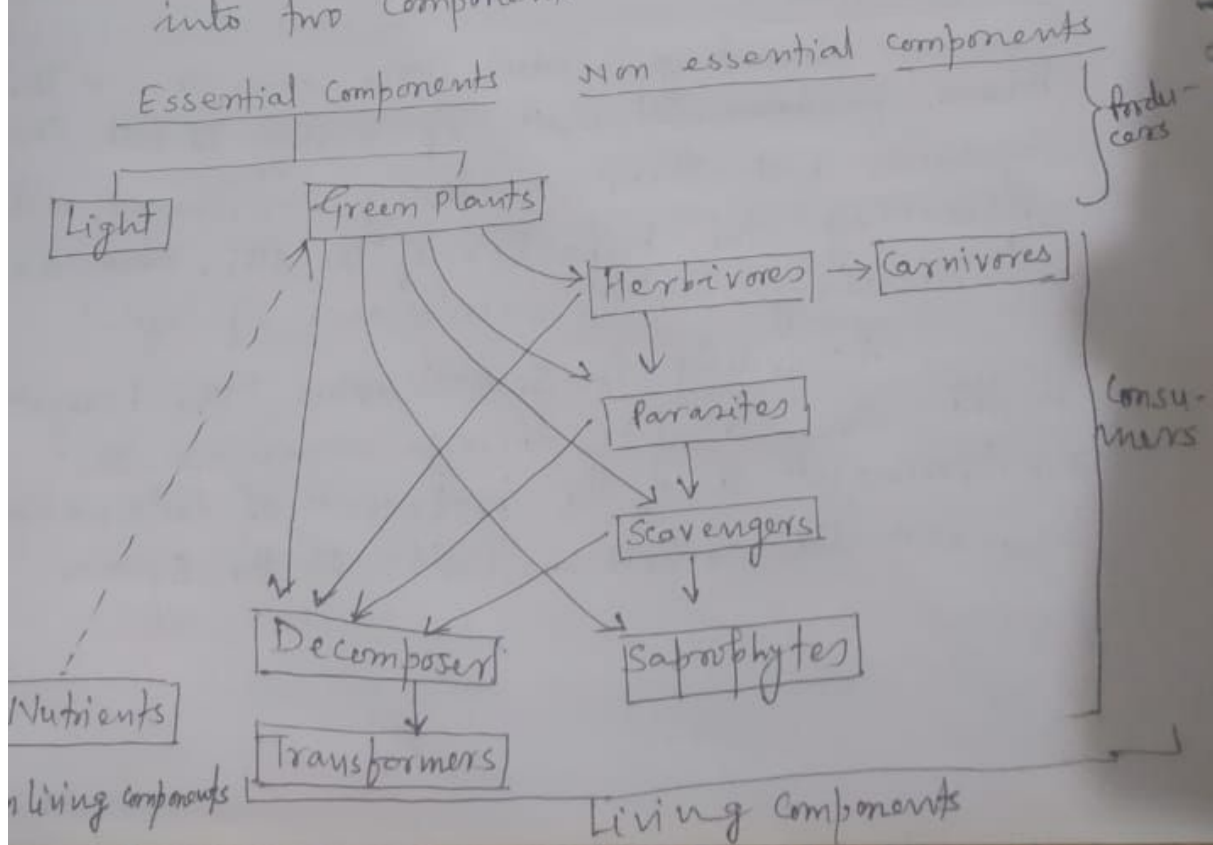 into two Compon
Essential Components Non essential components
Produ-
cers
Light Green Plants
Herbivores Carnivores
Parasites
Consu-
mers
Scavengers
Decomposer Saprophytes
Nutrients
Transformers
n living components Living Components